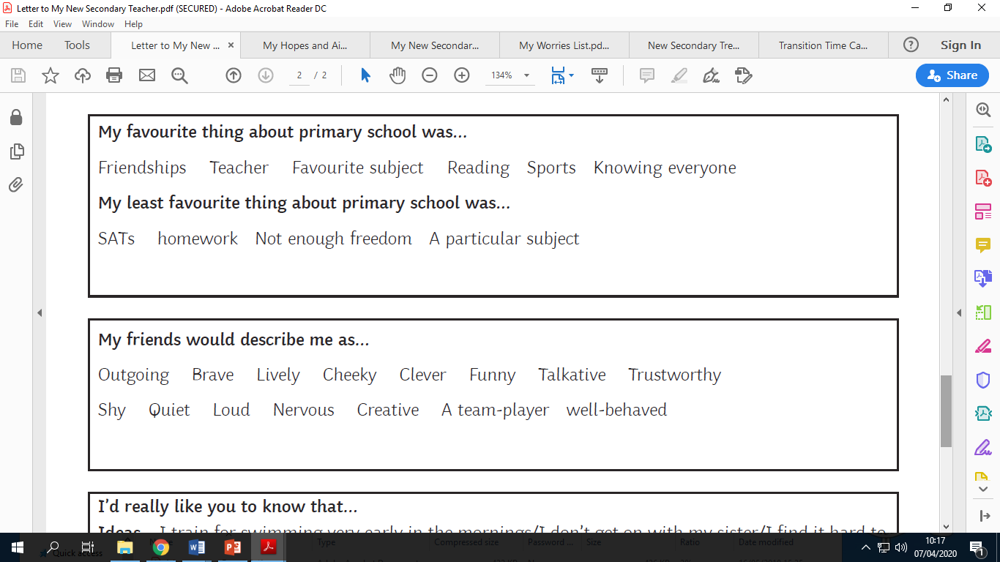 Letter to My New Secondary Teacher.pdf (SECURED) - Adobe Acrobat Reader DC
File Edit View Window Help
Home Tools Letter to My New ... × My Hopes and Ai... My New Secondar... My Worries List.pd... New Secondary Tre... Transition Time Ca... Sign In
2 / 2 134% Share
My favourite thing about primary school was...
Friendships Teacher Favourite subject Reading Sports Knowing everyone
My least favourite thing about primary school was...
SATs homework Not enough freedom A particular subject
My friends would describe me as...
Outgoing Brave Lively Cheeky Clever Funny Talkative Trustworthy
Shy Quiet Loud Nervous Creative A team-player well-behaved
I'd really like you to know that...
Ideas I train for swimming very early in the mornings/I don't get on with my sister/I find it hard to
Quick access Type Compressed size Password ... Size Ratio Date modified
10:17
07/04/2020
1